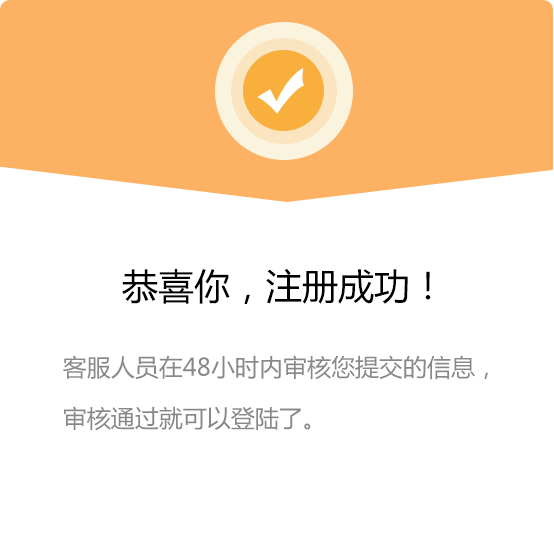 恭喜你，注册成功！
客服人员在48小时内审核您提交的信息，
审核通过就可以登陆了。